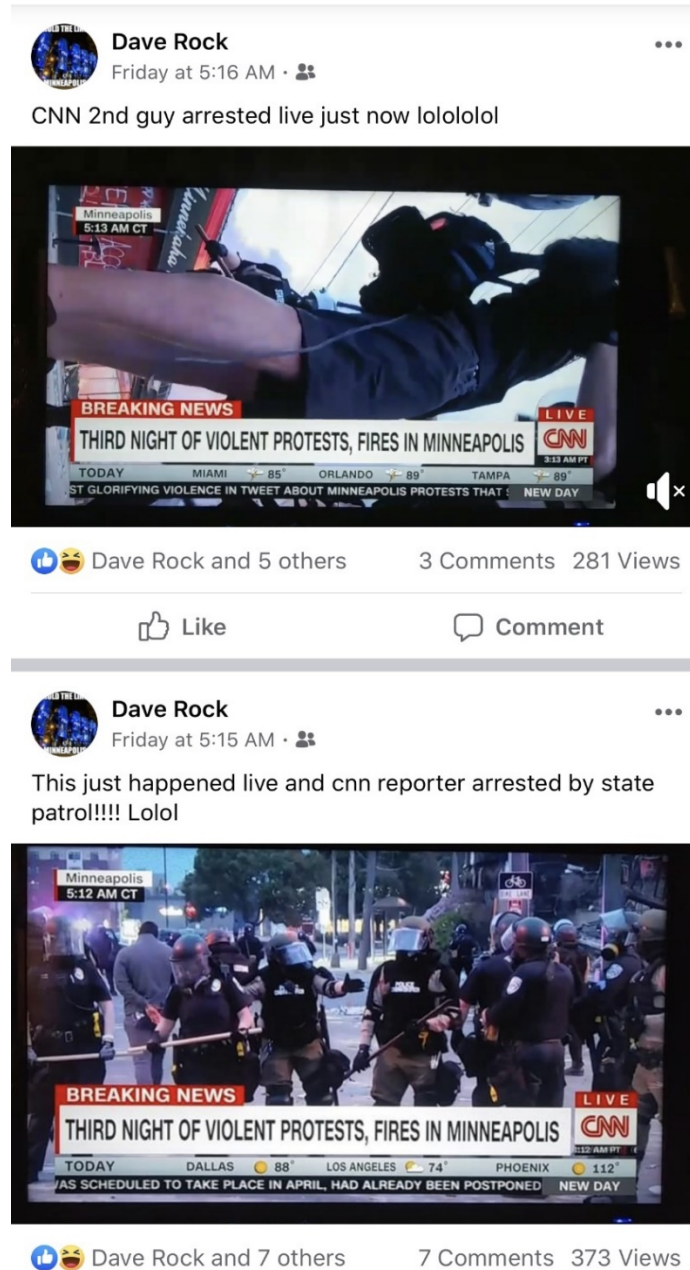 Dave Rock
Friday at 5:16 AM ·
CNN 2nd guy arrested live just now lolololol
Minneapolis
5:13 AM CT
BREAKING NEWS
LIVE
THIRD NIGHT OF VIOLENT PROTESTS, FIRES IN MINNEAPOLIS
CNN
3:13 AM PT
TODAY MIAMI 85° ORLANDO 89° TAMPA 89°
ST GLORIFYING VIOLENCE IN TWEET ABOUT MINNEAPOLIS PROTESTS THAT NEW DAY
Dave Rock and 5 others 3 Comments 281 Views
Like Comment
Dave Rock
Friday at 5:15 AM ·
This just happened live and cnn reporter arrested by state
patrol!!!! Lolol
Minneapolis
5:12 AM CT
POLICE
BREAKING NEWS
LIVE
THIRD NIGHT OF VIOLENT PROTESTS, FIRES IN MINNEAPOLIS
CNN
3:12 AM PT
TODAY DALLAS 88° LOS ANGELES 74° PHOENIX 112°
AS SCHEDULED TO TAKE PLACE IN APRIL, HAD ALREADY BEEN POSTPONED NEW DAY
Dave Rock and 7 others 7 Comments 373 Views